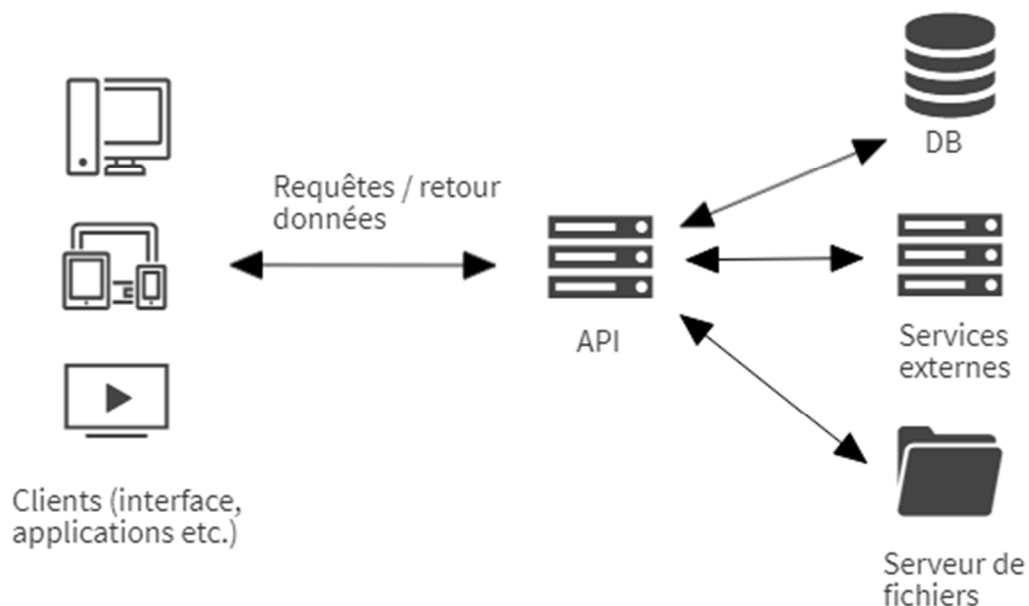 DB
Requêtes / retour
données
API
Services
externes
Clients (interface,
applications etc.)
Serveur de
fichiers